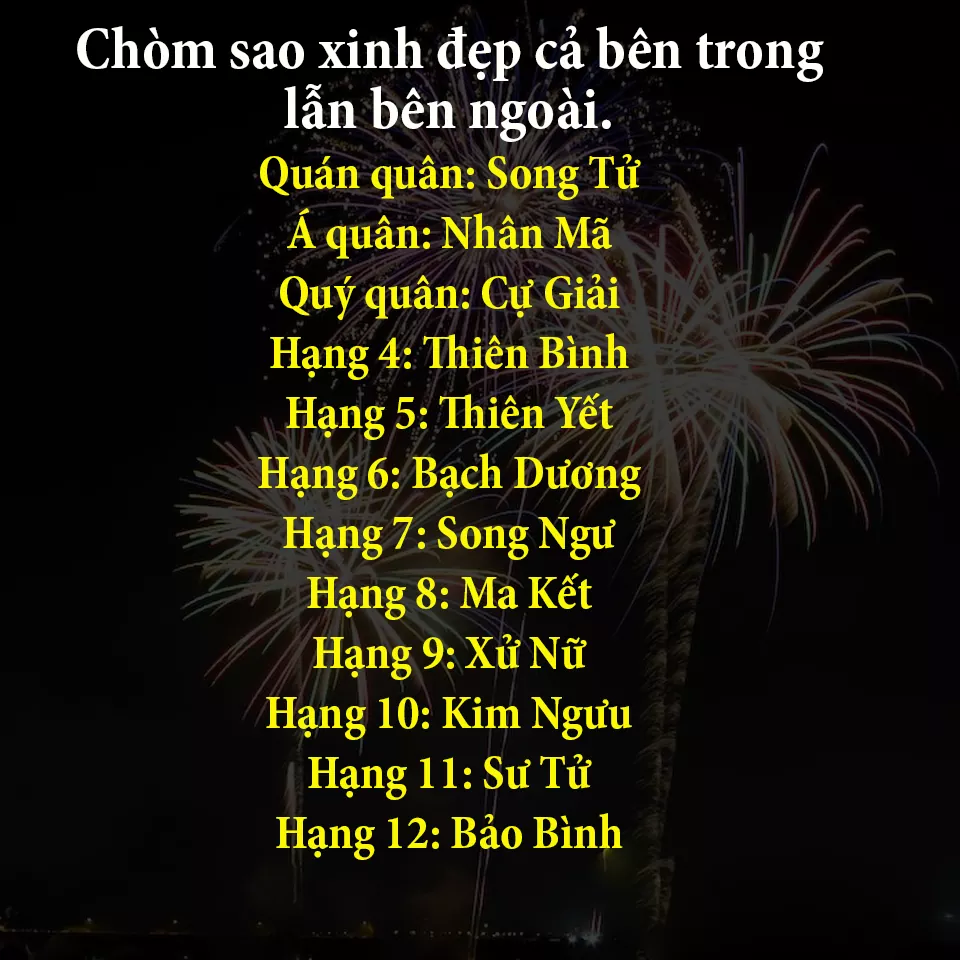 Chòm sao xinh đẹp cả bên trong
lẫn bên ngoài.
Quán quân: Song Tử
Á quân: Nhân Mã
Quý quân: Cự Giải
Hạng 4: Thiên Bình
Hạng 5: Thiên Yết
Hạng 6: Bạch Dương
Hạng 7: Song Ngư
Hạng 8: Ma Kết
Hạng 9: Xử Nữ
Hạng 10: Kim Ngưu
Hạng 11: Sư Tử
Hạng 12: Bảo Bình